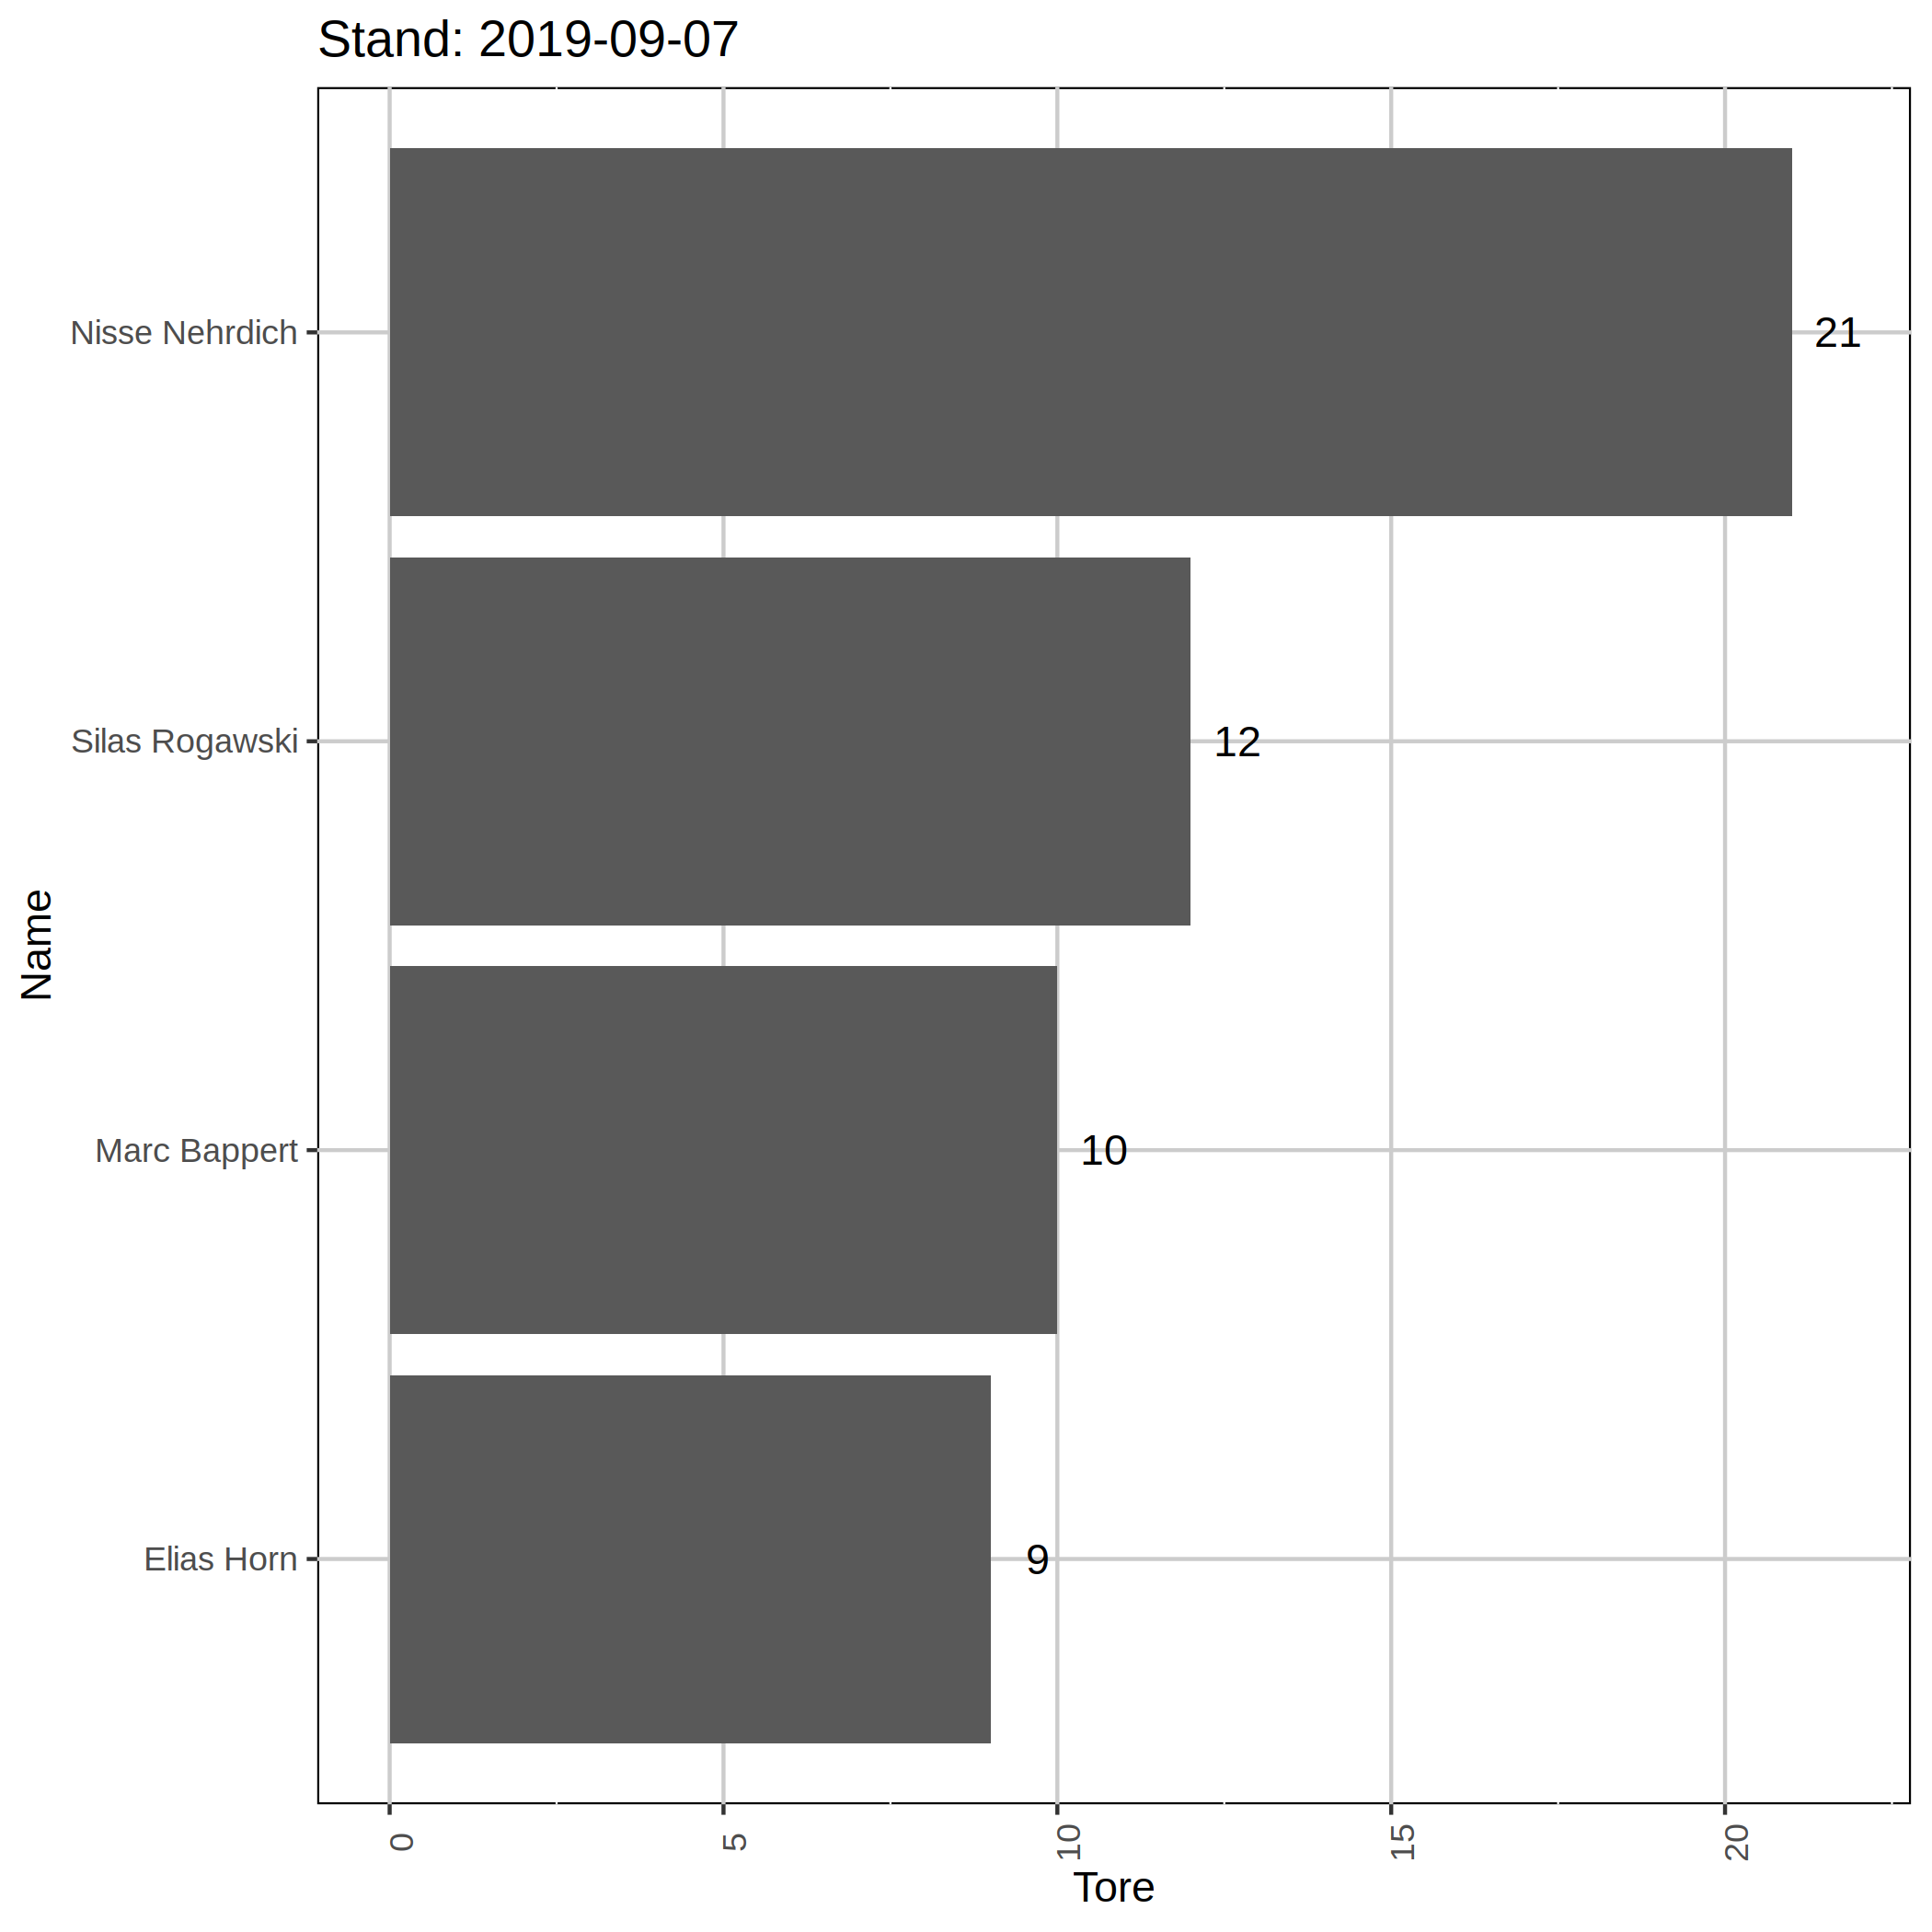 Stand: 2019-09-07
Name
Nisse Nehrdich
21
Silas Rogawski
12
Marc Bappert
10
Elias Horn
9
0
5
10
15
20
Tore